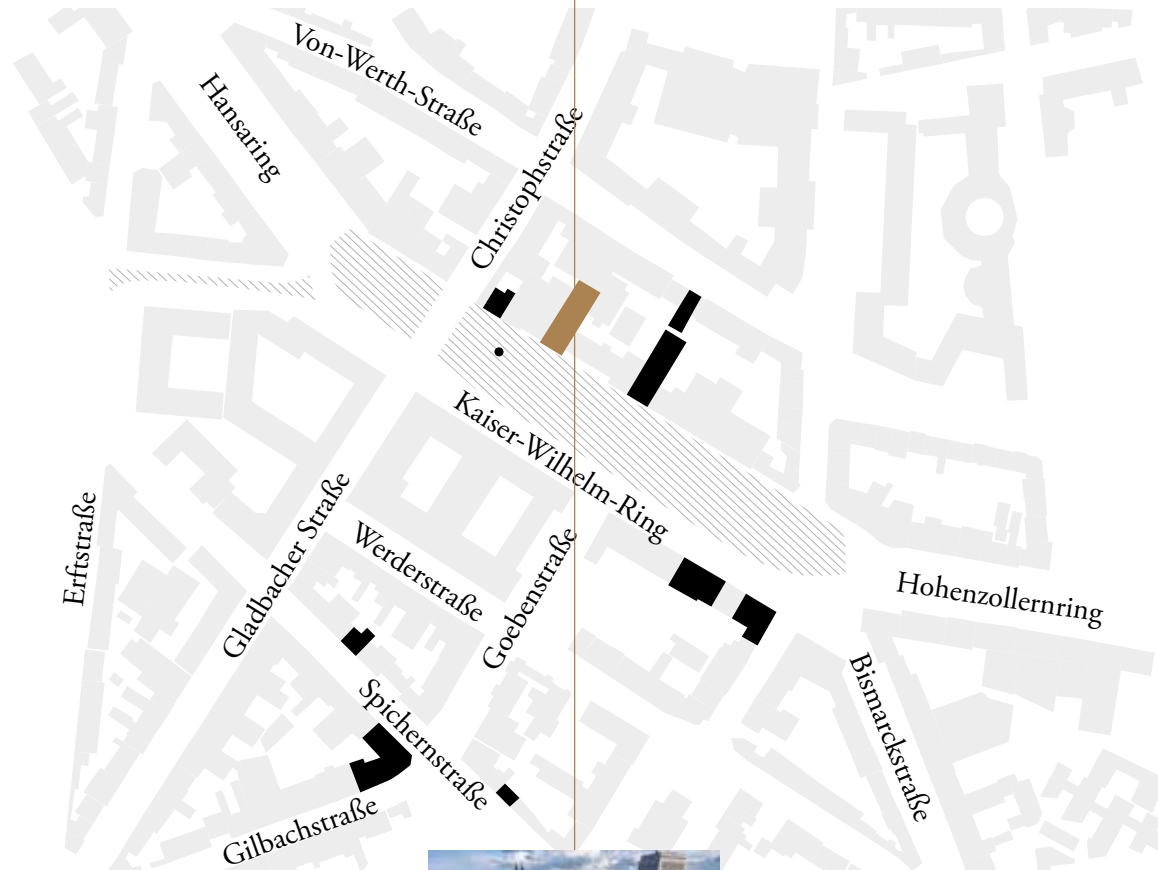 Von-Werth-Straße
Hansaring
Christophstraße
Kaiser-Wilhelm-Ring
Erftstraße
Gladbacher Straße
Werderstraße
Goebenstraße
Hohenzollernring
Bismarckstraße
Spichernstraße
Gilbachstraße